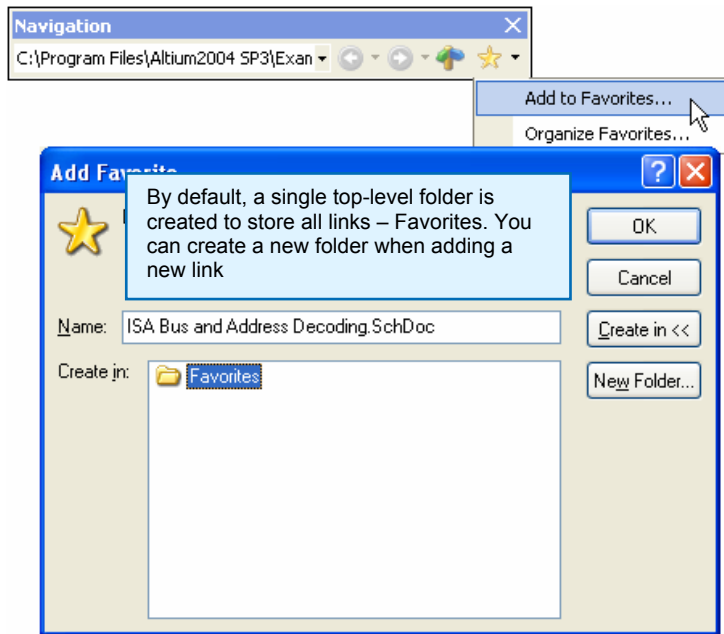 Navigation
C:\Program Files\Altium2004 SP3\Exan
Add to Favorites...
Organize Favorites...
Add Favorite
By default, a single top-level folder is
created to store all links – Favorites. You
can create a new folder when adding a
new link
OK
Cancel
Name: ISA Bus and Address Decoding.SchDoc
Create in <<
Create in:
Favorites
New Folder...